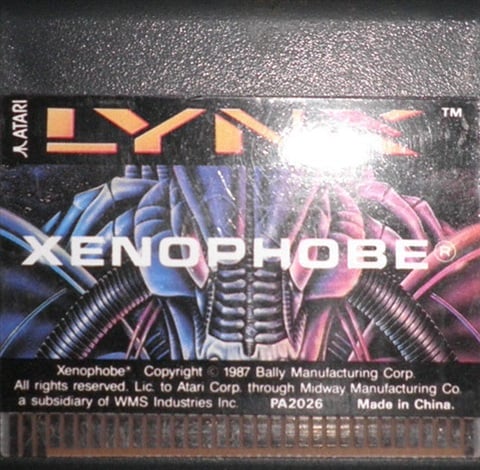 ATARI
LYNX™
XENOPHOBE®
Xenophobe* Copyright © 1987 Bally Manufacturing Corp.
All rights reserved. Lic. to Atari Corp. through Midway Manufacturing Co
a subsidiary of WMS Industries Inc. PA2026 Made in China.